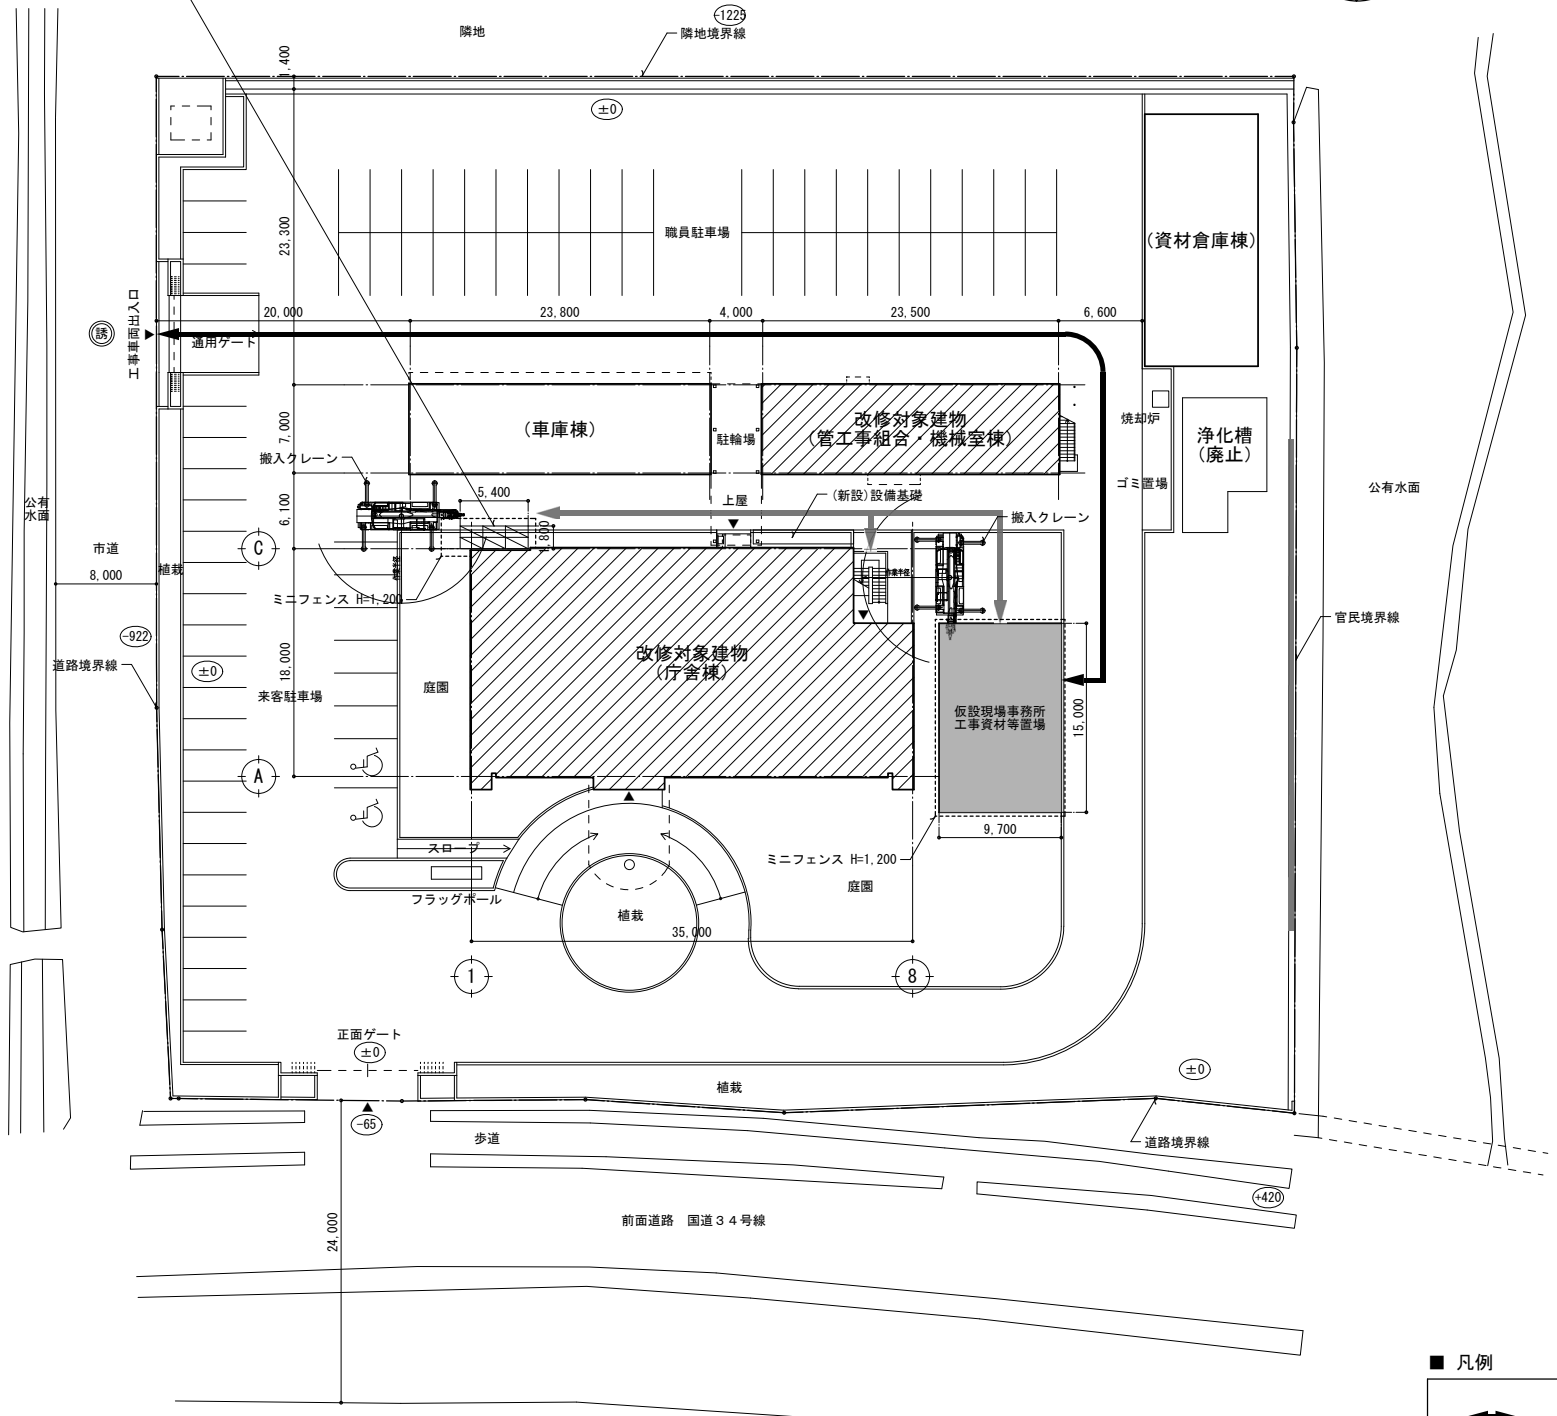 -1225
隣地
隣地境界線
1,400
±0
職員駐車場
23,300
(資材倉庫棟)
工事車両出入口
誘
20,000
23,800
4,000
23,500
6,600
通用ゲート
(車庫棟)
駐輪場
改修対象建物
(管工事組合・機械室棟)
焼却炉
浄化槽
(廃止)
7,000
搬入クレーン
ゴミ置場
公有水面
5,400
上屋
(新設)設備基礎
搬入クレーン
公有
水面
6,100
1,800
市道
C
8,000
植栽
作業半径
作業半径
ミニフェンス H=1,200
官民境界線
-922
道路境界線
±0
18,000
改修対象建物
(庁舎棟)
庭園
来客駐車場
仮設現場事務所
工事資材等置場
15,000
A
9,700
スロープ
ミニフェンス H=1,200
庭園
フラッグポール
植栽
35,000
1
8
正面ゲート
±0
±0
植栽
-65
歩道
道路境界線
+420
24,000
前面道路 国道34号線
■ 凡例